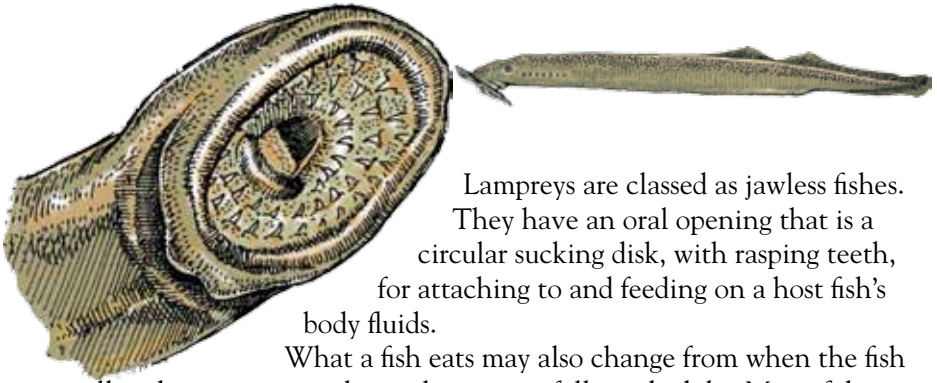 Lampreys are classed as jawless fishes.
They have an oral opening that is a
circular sucking disk, with rasping teeth,
for attaching to and feeding on a host fish's
body fluids.
What a fish eats may also change from when the fish